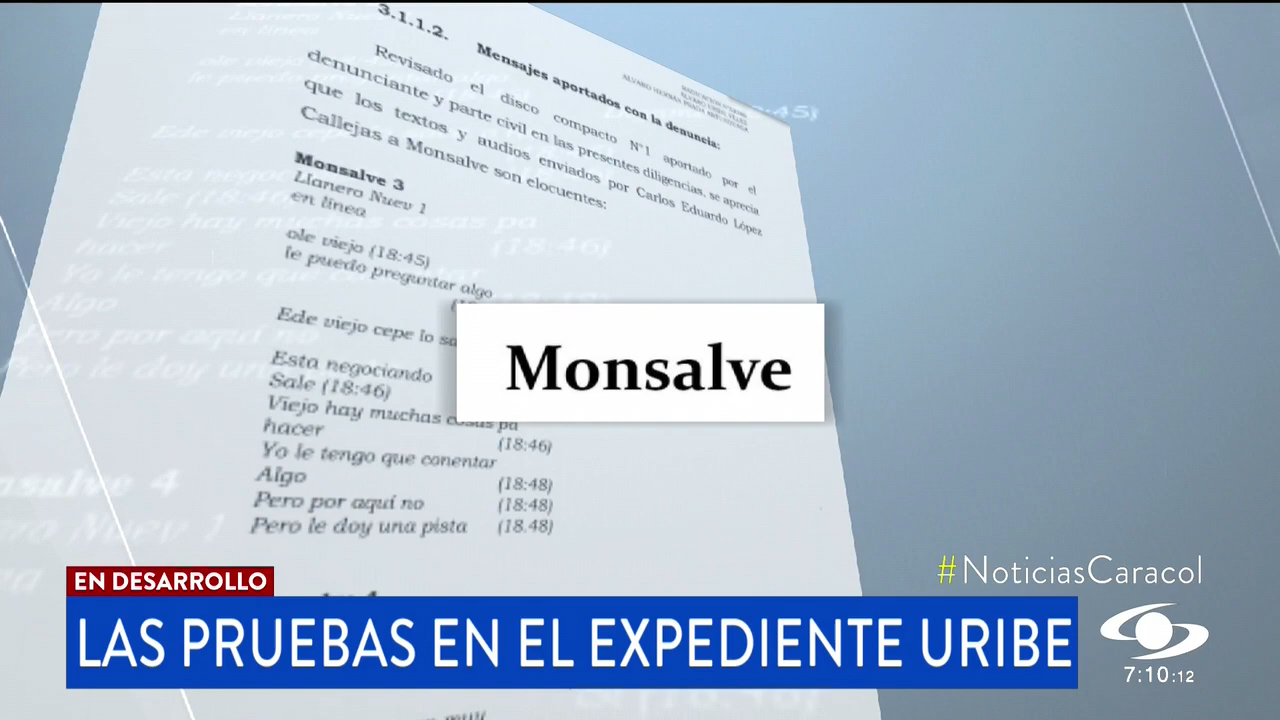 3.1.1.2. Mensajes aportados con la denuncia:
Revisado el disco compacto N°1 aportado por el
denunciante y parte civil en las presentes diligencias, se aprecia
que los textos y audios enviados por Carlos Eduardo López
Callejas a Monsalve son elocuentes:
Monsalve 3
Llanero Nuev 1
en línea
ole viejo (18:45)
le puedo preguntar algo
Ede viejo cepe lo
Monsalve
Esta negociando
Sale (18:46)
Viejo hay muchas cosas pa
hacer (18:46)
Yo le tengo que conentar
Algo (18:48)
Pero por aquí no (18:48)
Pero le doy una pista (18.48)
#NoticiasCaracol
EN DESARROLLO
LAS PRUEBAS EN EL EXPEDIENTE URIBE
7:10:12